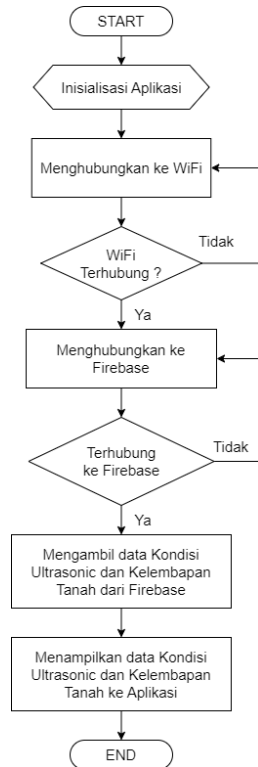 START
Inisialisasi Aplikasi
Menghubungkan ke WiFi
WiFi
Terhubung ?
Tidak
Ya
Menghubungkan ke
Firebase
Terhubung
ke Firebase
Tidak
Ya
Mengambil data Kondisi
Ultrasonic dan Kelembapan
Tanah dari Firebase
Menampilkan data Kondisi
Ultrasonic dan Kelembapan
Tanah ke Aplikasi
END